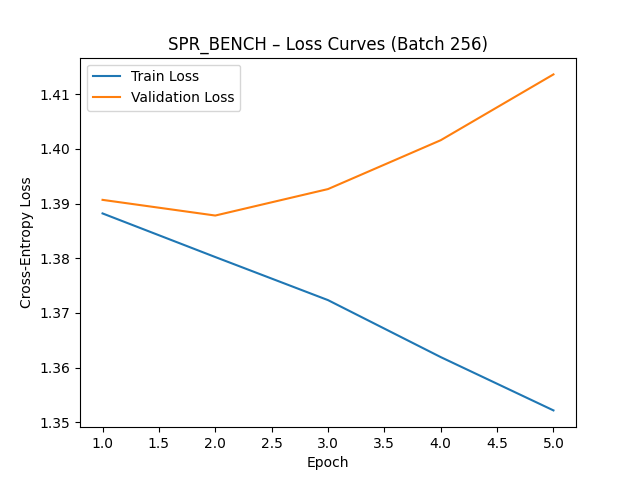 SPR_BENCH – Loss Curves (Batch 256)
Train Loss
Validation Loss
Cross-Entropy Loss
1.41
1.40
1.39
1.38
1.37
1.36
1.35
1.0 1.5 2.0 2.5 3.0 3.5 4.0 4.5 5.0
Epoch